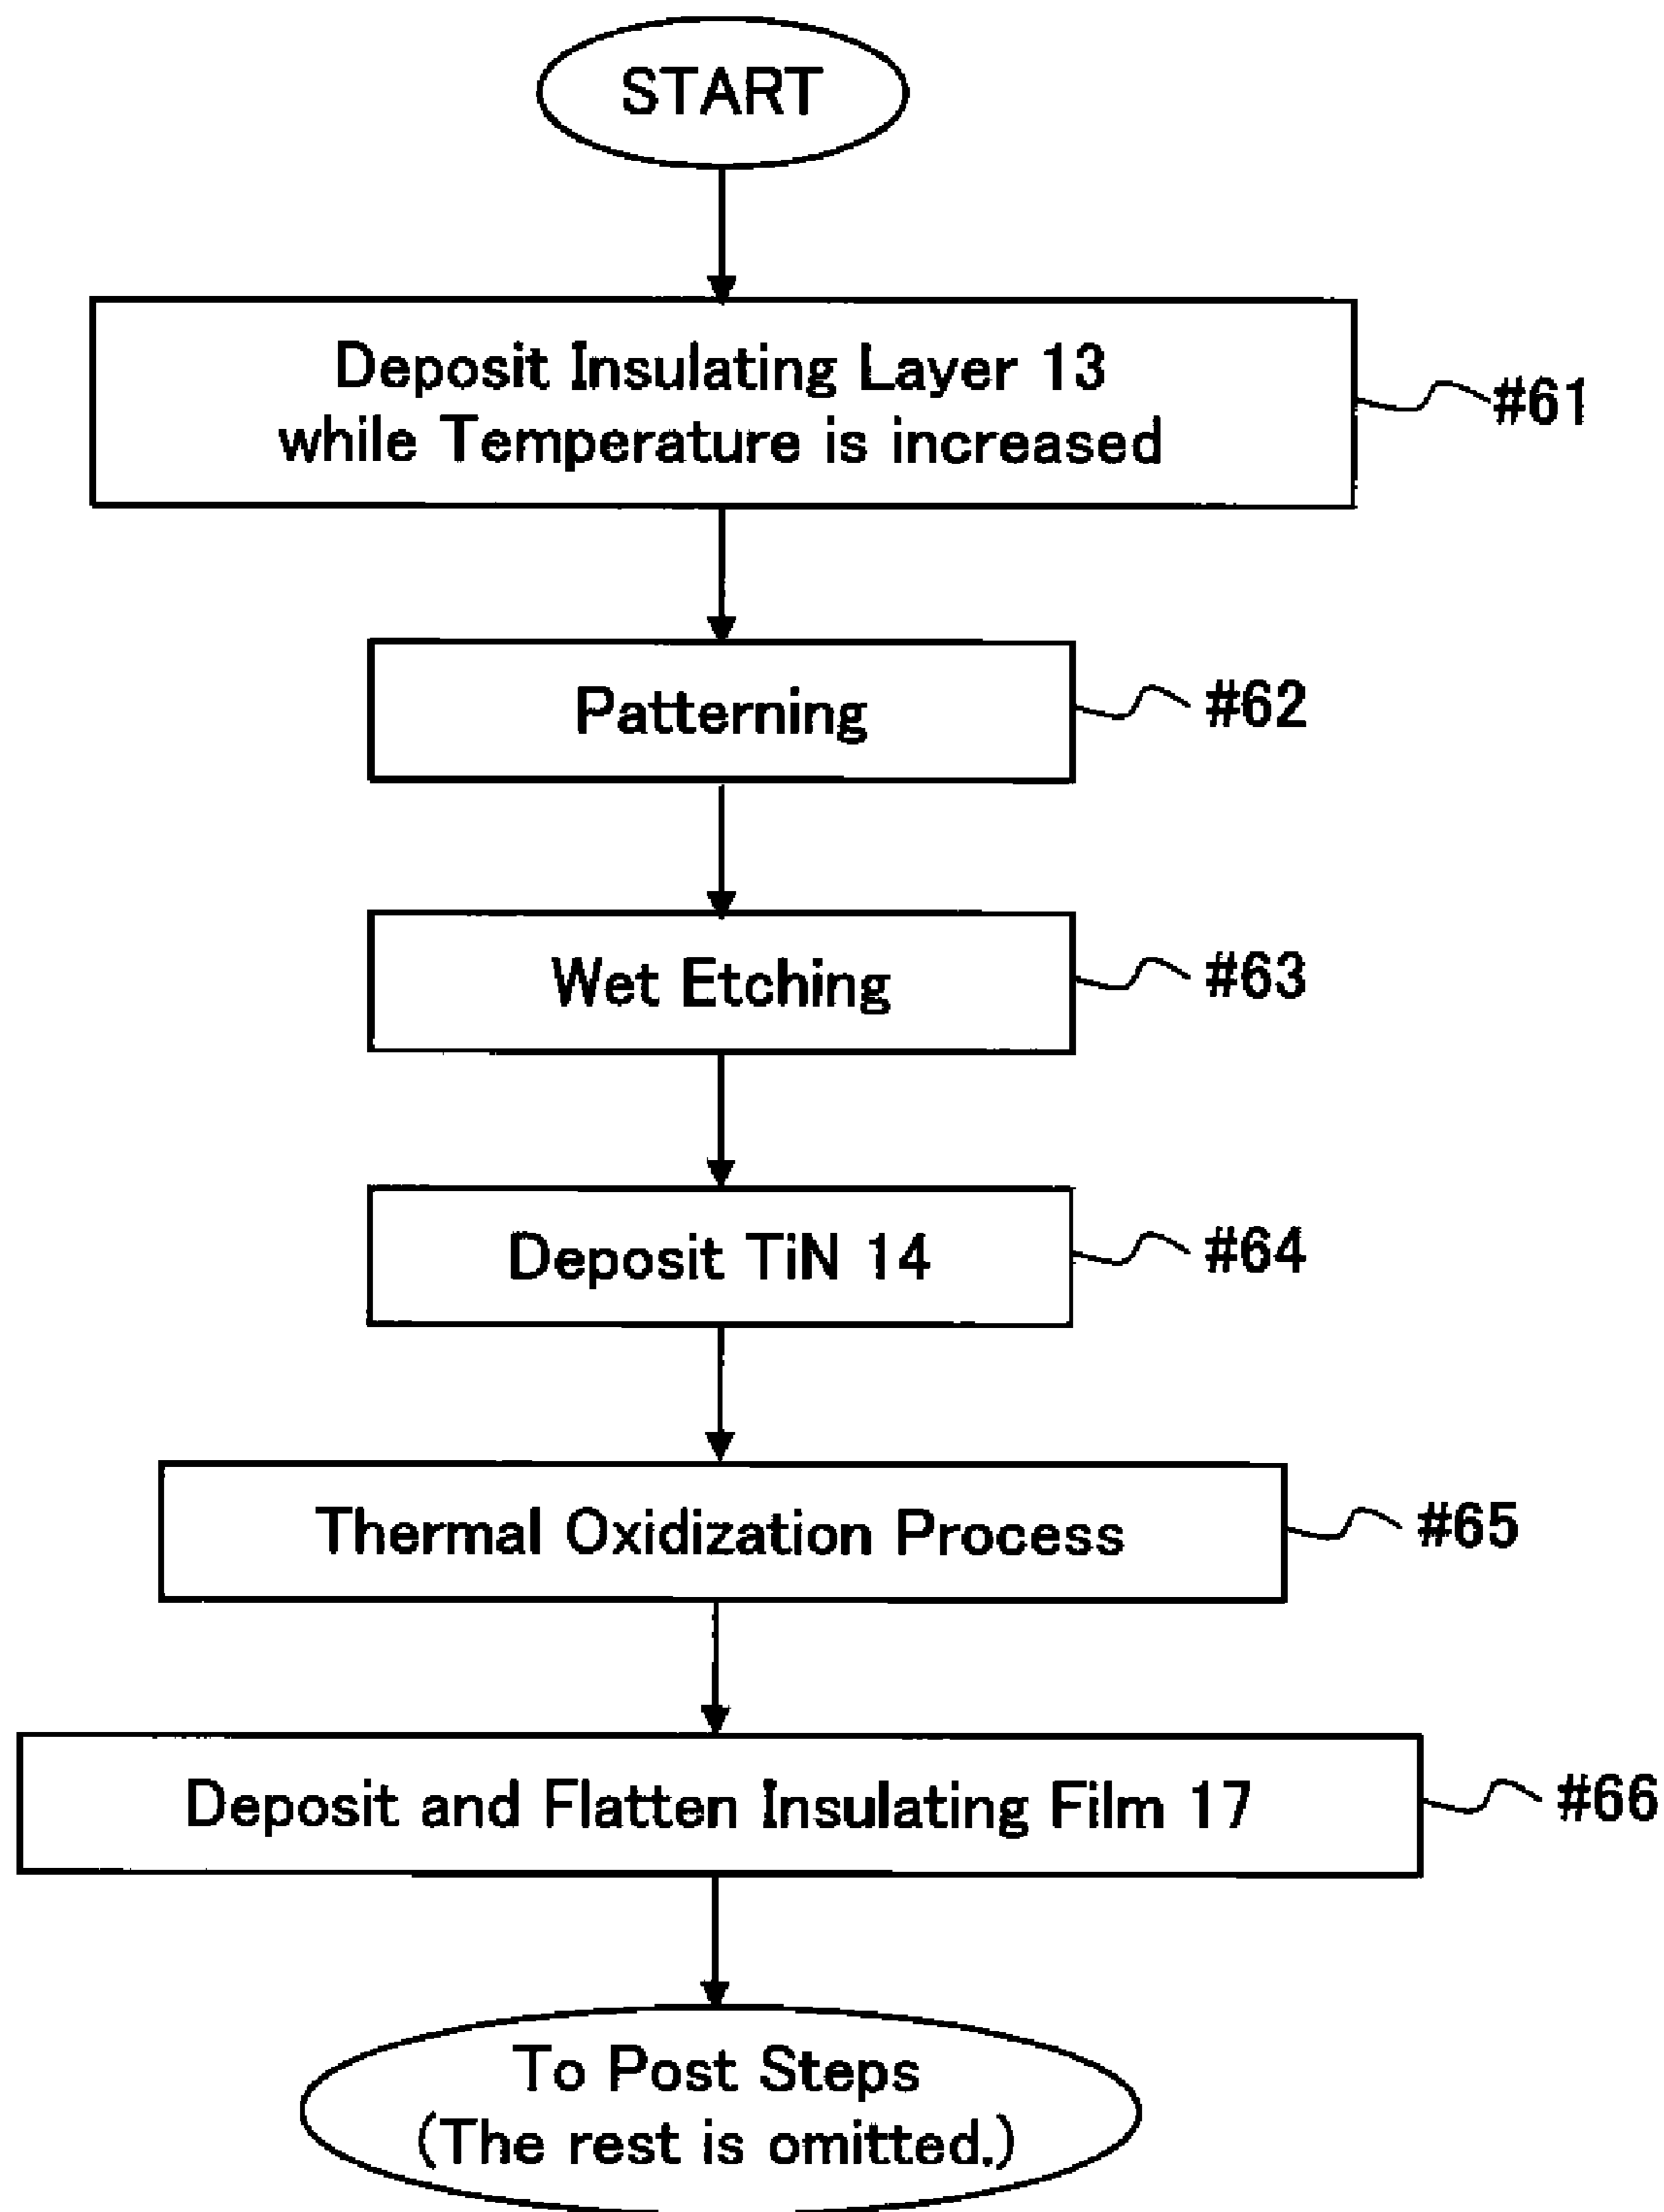 START
Deposit Insulating Layer 13
while Temperature is increased
#61
Patterning
#62
Wet Etching
#63
Deposit TiN 14
#64
Thermal Oxidization Process
#65
Deposit and Flatten Insulating Film 17
#66
To Post Steps
(The rest is omitted.)